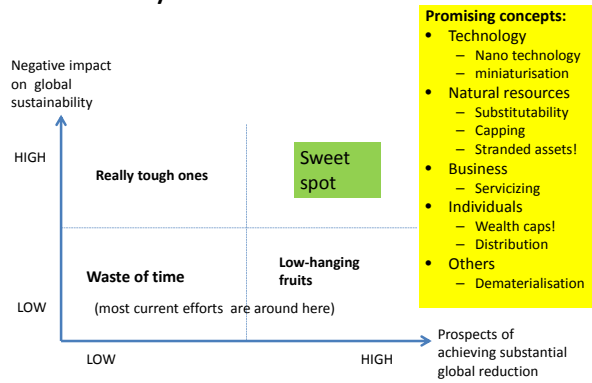 Negative impact
on global
sustainability
HIGH
Really tough ones
Sweet
spot
Waste of time
Low-hanging
fruits
(most current efforts are around here)
LOW
LOW
HIGH
Prospects of
achieving substantial
global reduction
Promising concepts:
• Technology
– Nano technology
– miniaturisation
• Natural resources
– Substitutability
– Capping
– Stranded assets!
• Business
– Servicizing
• Individuals
– Wealth caps!
– Distribution
• Others
– Dematerialisation